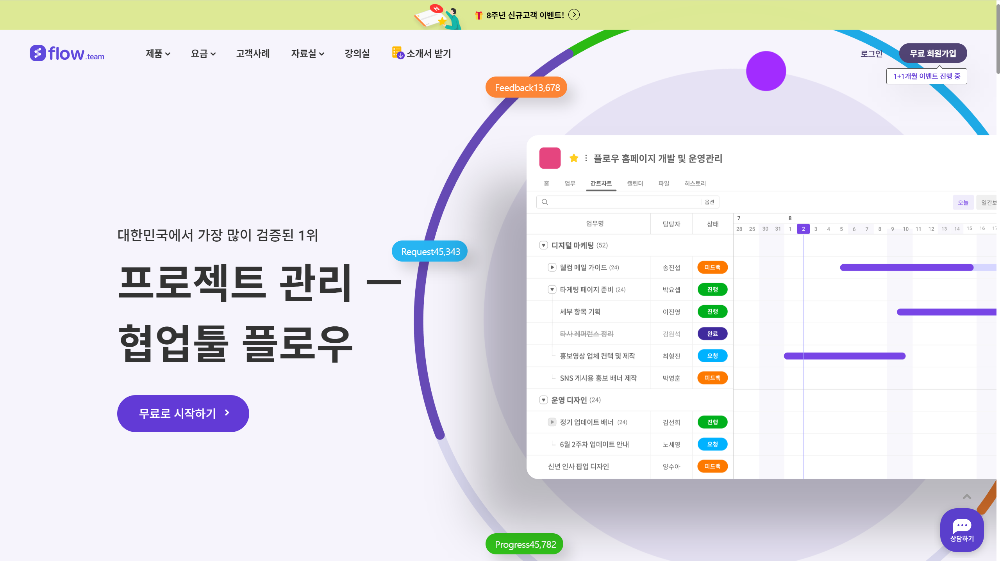 8주년 신규고객 이벤트!
flow.team
제품
요금
고객사례
자료실
강의실
소개서 받기
로그인
무료 회원가입
1+1개월 이벤트 진행 중
Feedback13,678
대한민국에서 가장 많이 검증된 1위
프로젝트 관리 ㅡ
협업툴 플로우
무료로 시작하기
Request45,343
Progress45,782
플로우 홈페이지 개발 및 운영관리
홈 업무 간트차트 캘린더 파일 히스토리
옵션
오늘 일간보
업무명 담당자 상태
7 8
28 25 30 31 1 2 3 4 5 6 7 8 9 10 11 12 13 14 15 16 17
디지털 마케팅 (52)
웰컴 메일 가이드 (24) 송진섭 피드백
타게팅 페이지 준비 (24) 박요셉 진행
세부 항목 기획 이진영 진행
타사 레퍼런스 정리 김원석 완료
홍보영상 업체 컨택 및 제작 최형진 요청
SNS 게시용 홍보 배너 제작 박영훈 피드백
운영 디자인 (24)
정기 업데이트 배너 (24) 김선희 진행
6월 2주차 업데이트 안내 노세영 요청
신년 인사 팝업 디자인 양수아 피드백
상담하기